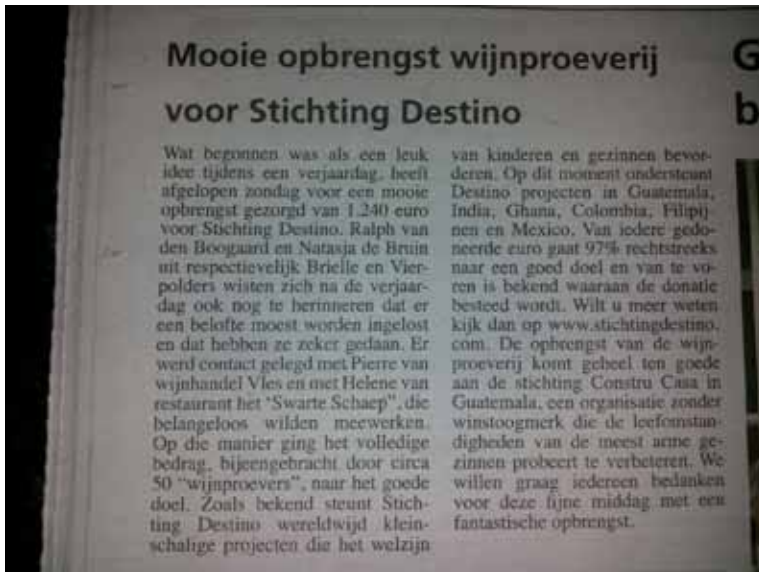 Mooie opbrengst wijnproeverij
voor Stichting Destino
Wat begonnen was als een leuk
idee tijdens een verjaardag, heeft
afgelopen zondag voor een mooie
opbrengst gezorgd van 1.240 euro
voor Stichting Destino. Ralph van
den Boogaard en Natasja de Bruin
uit respectievelijk Brielle en Vier-
polders wisten zich na de verjaar-
dag ook nog te herinneren dat er
een belofte moest worden ingelost
en dat hebben ze zeker gedaan. Er
werd contact gelegd met Pierre van
wijnhandel Vles en met Helene van
restaurant het 'Swarte Schaep", die
belangeloos wilden meewerken.
Op die manier ging het volledige
bedrag, bijeengebracht door circa
50 "wijnproevers", naar het goede
doel. Zoals bekend steunt Stich-
ting Destino wereldwijd klein-
schalige projecten die het welzijn
van kinderen en gezinnen bevor-
deren. Op dit moment ondersteunt
Destino projecten in Guatemala,
India, Ghana, Colombia, Filipij-
nen en Mexico. Van iedere gedo-
neerde euro gaat 97% rechtstreeks
naar een goed doel en van te vo-
ren is bekend waaraan de donatie
besteed wordt. Wilt u meer weten
kijk dan op www.stichtingdestino.
com. De opbrengst van de wijn-
proeverij komt geheel ten goede
aan de stichting Constru Casa in
Guatemala, een organisatie zonder
winstoogmerk die de leefomstan-
digheden van de meest arme ge-
zinnen probeert te verbeteren. We
willen graag iedereen bedanken
voor deze fijne middag met een
fantastische opbrengst.
G
b